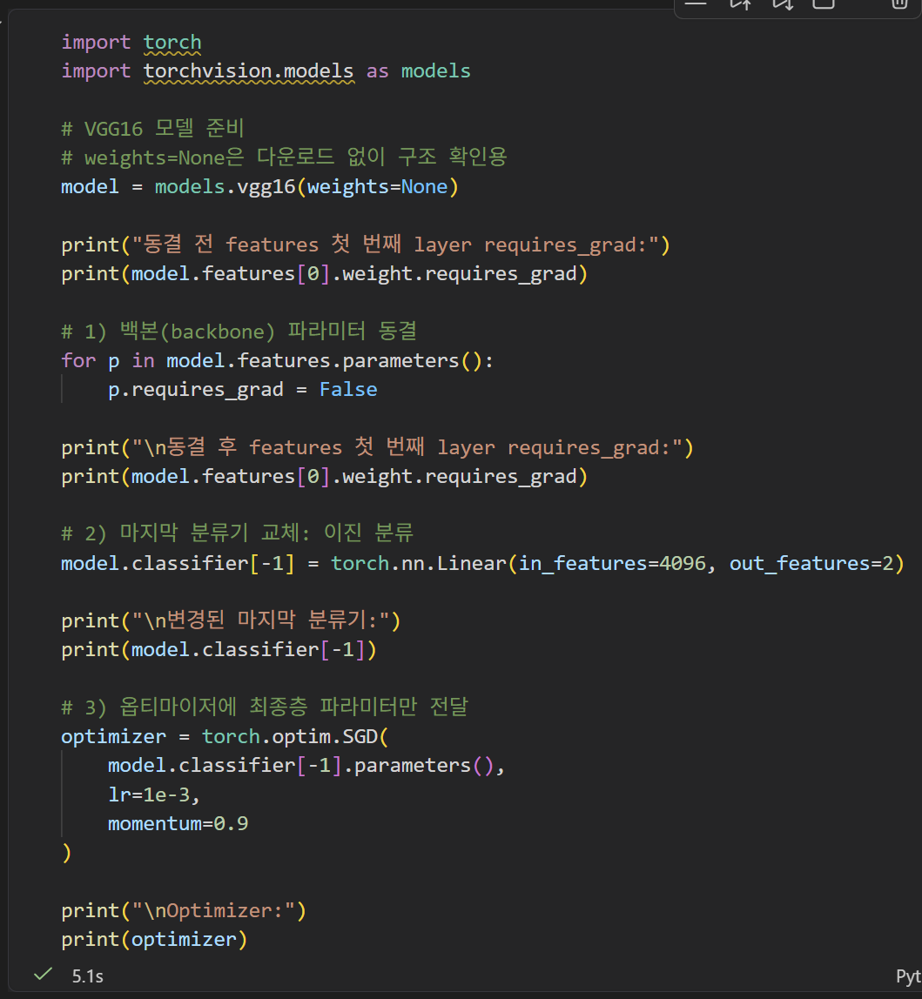 import torch
import torchvision.models as models
# VGG16 모델 준비
# weights=None은 다운로드 없이 구조 확인용
model = models.vgg16(weights=None)
print("동결 전 features 첫 번째 layer requires_grad:")
print(model.features[0].weight.requires_grad)
# 1) 백본(backbone) 파라미터 동결
for p in model.features.parameters():
    p.requires_grad = False
print("\n동결 후 features 첫 번째 layer requires_grad:")
print(model.features[0].weight.requires_grad)
# 2) 마지막 분류기 교체: 이진 분류
model.classifier[-1] = torch.nn.Linear(in_features=4096, out_features=2)
print("\n변경된 마지막 분류기:")
print(model.classifier[-1])
# 3) 옵티마이저에 최종층 파라미터만 전달
optimizer = torch.optim.SGD(
    model.classifier[-1].parameters(),
    lr=1e-3,
    momentum=0.9
)
print("\nOptimizer:")
print(optimizer)
5.1s
Pyt